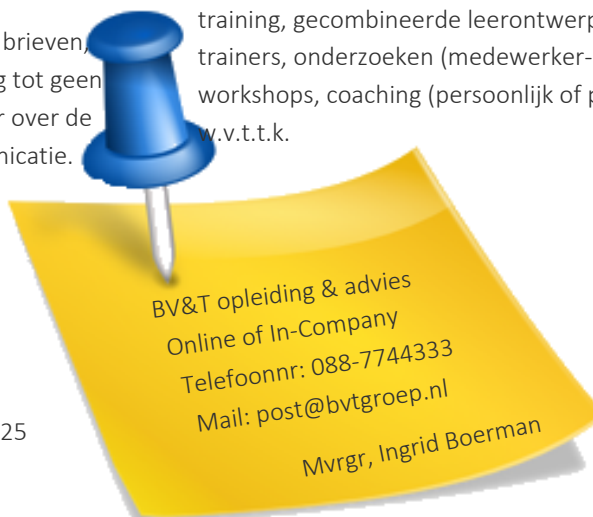 brieven,
g tot geen
r over de
nicatie.
training, gecombineerde leerontwerp
trainers, onderzoeken (medewerker-
workshops, coaching (persoonlijk of p
w.v.t.t.k.
BV&T opleiding & advies
Online of In-Company
Telefoonnr: 088-7744333
Mail: post@bvtgroep.nl
Mvrgr, Ingrid Boerman
25